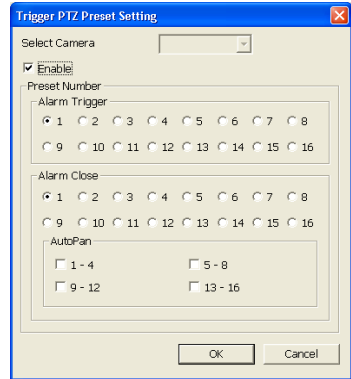 Trigger PTZ Preset Setting
Select Camera
Enable
Preset Number
Alarm Trigger
1 2 3 4 5 6 7 8
9 10 11 12 13 14 15 16
Alarm Close
1 2 3 4 5 6 7 8
9 10 11 12 13 14 15 16
AutoPan
1 - 4 5 - 8
9 - 12 13 - 16
OK Cancel